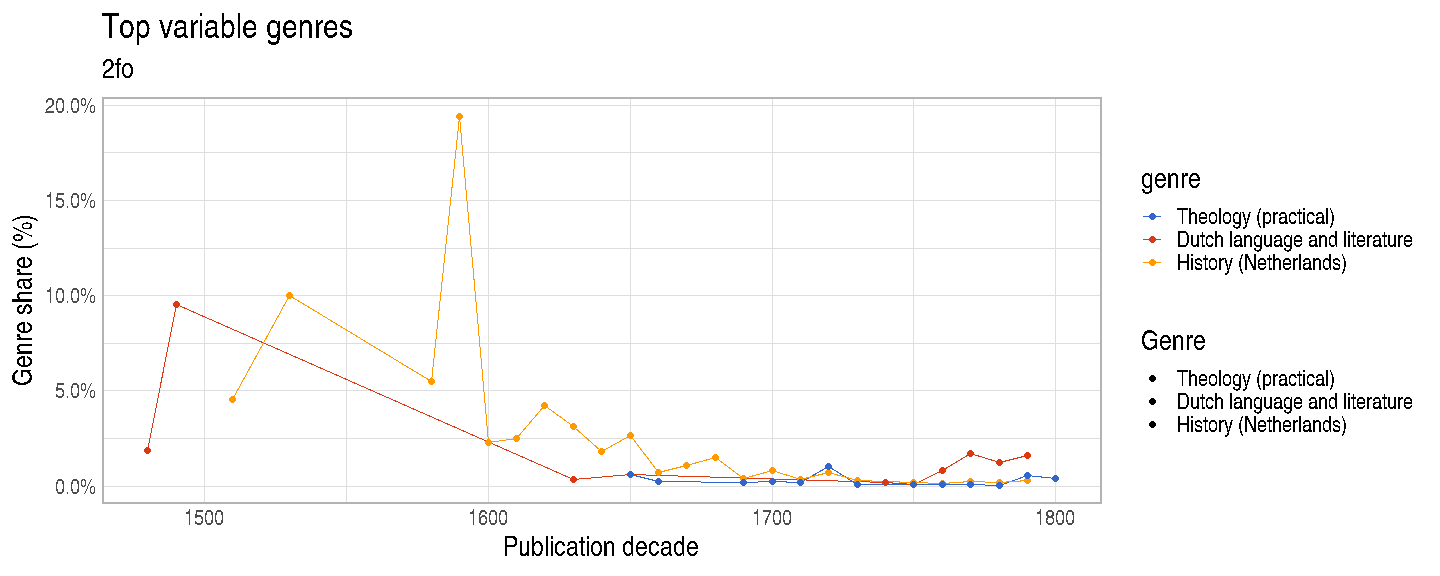 Top variable genres
2fo
Genre share (%)
20.0%
15.0%
10.0%
5.0%
0.0%
1500
1600
1700
1800
Publication decade
genre
Theology (practical)
Dutch language and literature
History (Netherlands)
Genre
Theology (practical)
Dutch language and literature
History (Netherlands)